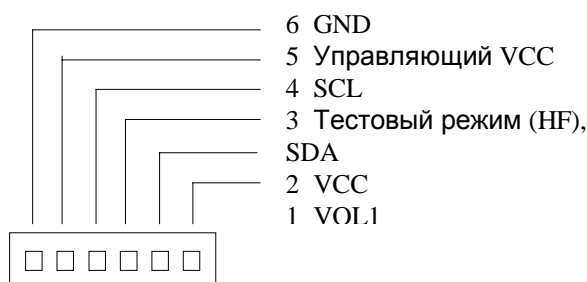 6 GND
5 Управляющий VCC
4 SCL
3 Тестовый режим (HF),
SDA
2 VCC
1 VOL1